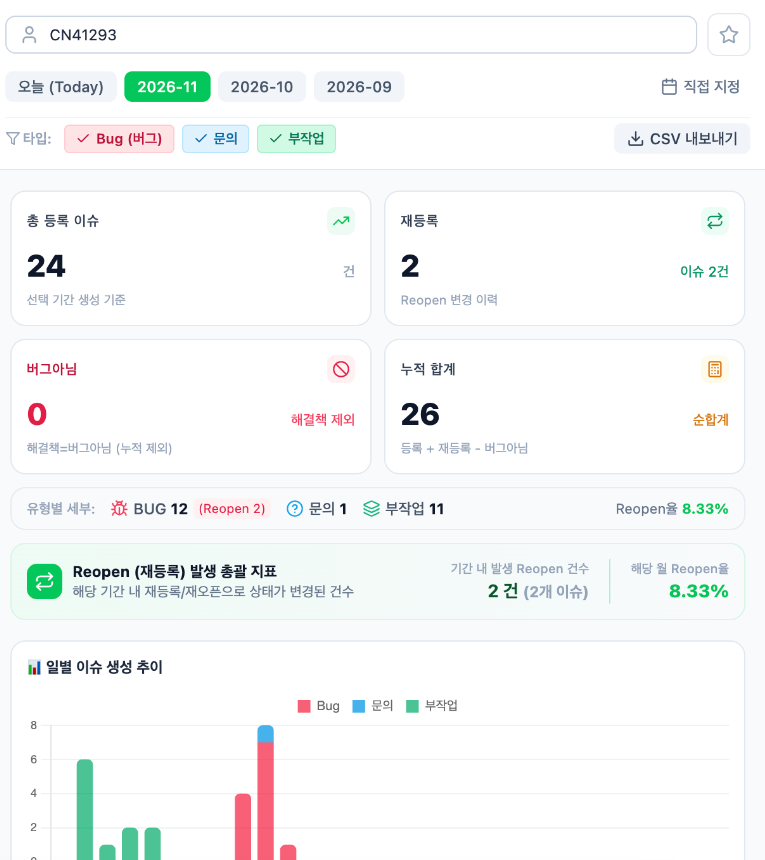 CN41293
오늘 (Today) 2026-11 2026-10 2026-09 직접 지정
타입: Bug (버그) 문의 부작업 CSV 내보내기
총 등록 이슈
24 건
선택 기간 생성 기준
재등록
2 이슈 2건
Reopen 변경 이력
버그아님
0 해결책 제외
해결책=버그아님 (누적 제외)
누적 합계
26 순합계
등록 + 재등록 - 버그아님
유형별 세부: BUG 12 (Reopen 2) 문의 1 부작업 11 Reopen율 8.33%
Reopen (재등록) 발생 총괄 지표
해당 기간 내 재등록/재오픈으로 상태가 변경된 건수
기간 내 발생 Reopen 건수
2 건 (2개 이슈)
해당 월 Reopen율
8.33%
일별 이슈 생성 추이
Bug 문의 부작업
8
6
4
2
0